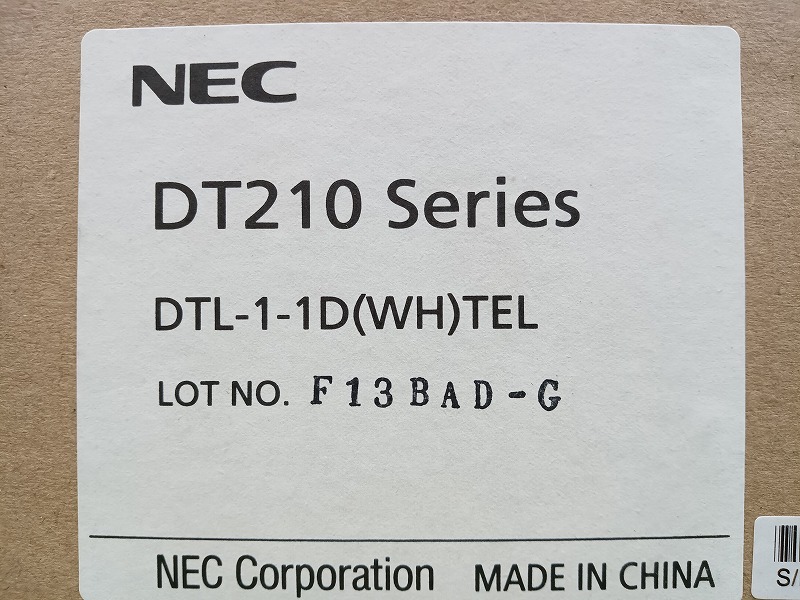 NEC
DT210 Series
DTL-1-1D(WH)TEL
LOT NO. F13BAD-G
NEC Corporation MADE IN CHINA
S/